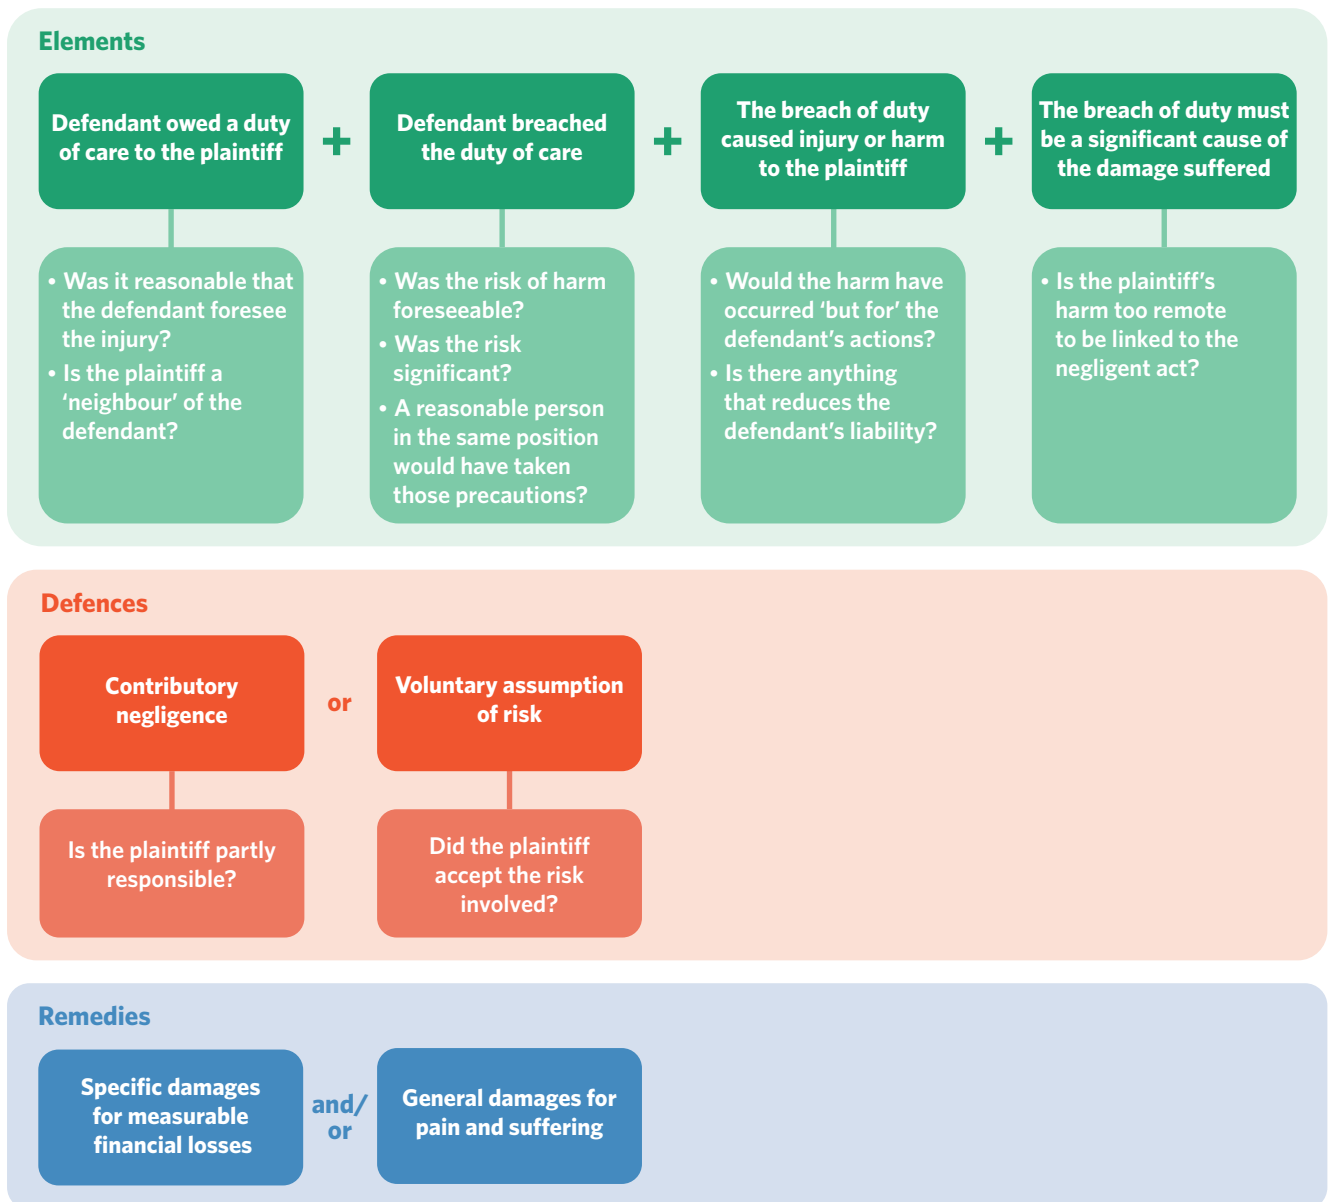 Elements
Defendant owed a duty
of care to the plaintiff
+
Defendant breached
the duty of care
+
The breach of duty
caused injury or harm
to the plaintiff
+
The breach of duty must
be a significant cause of
the damage suffered
• Was it reasonable that
the defendant foresee
the injury?
• Is the plaintiff a
‘neighbour’ of the
defendant?
• Was the risk of harm
foreseeable?
• Was the risk
significant?
• A reasonable person
in the same position
would have taken
those precautions?
• Would the harm have
occurred ‘but for’ the
defendant’s actions?
• Is there anything
that reduces the
defendant’s liability?
• Is the plaintiff’s
harm too remote
to be linked to the
negligent act?
Defences
Contributory
negligence
or
Voluntary assumption
of risk
Is the plaintiff partly
responsible?
Did the plaintiff
accept the risk
involved?
Remedies
Specific damages
for measurable
financial losses
and/
or
General damages for
pain and suffering